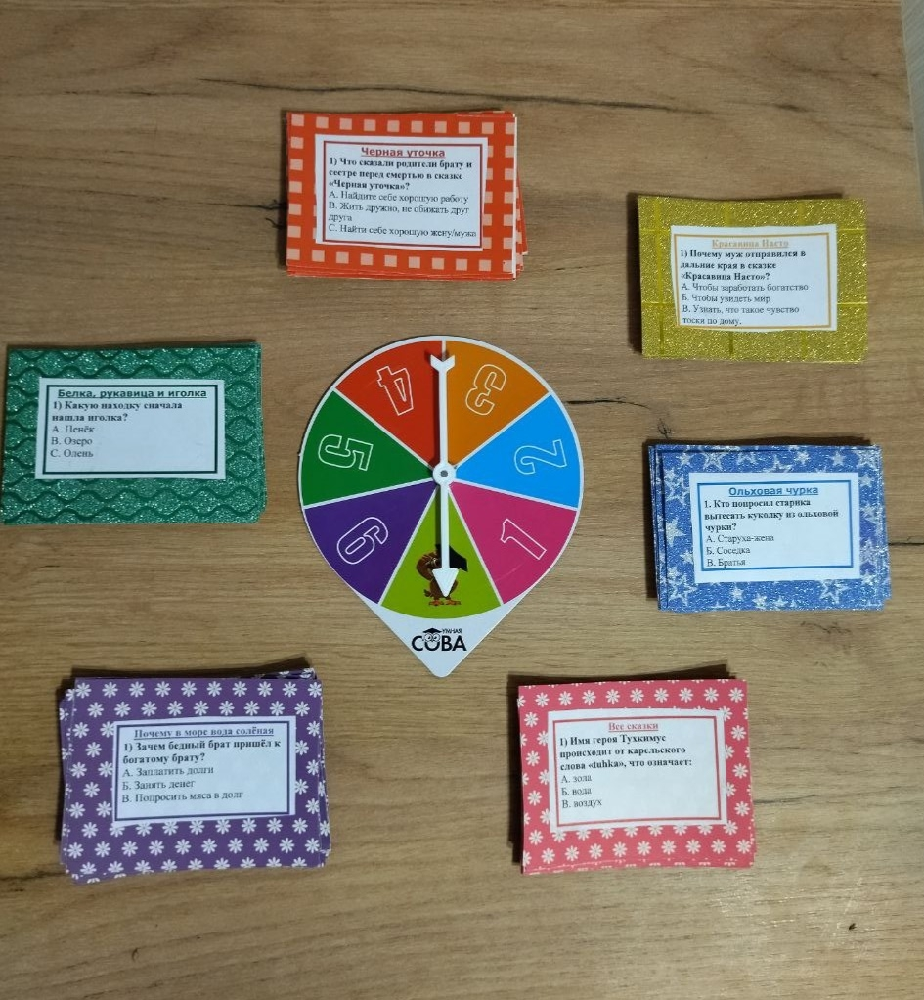 Черная уточка
1) Что сказали родители брату и
сестре перед смертью в сказке
«Черная уточка»?
А. Найдите себе хорошую работу
В. Жить дружно, не обижать друг
друга
С. Найти себе хорошую жену/мужа
Красавица Насто
1) Почему муж отправился в
дальние края в сказке
«Красавица Насто»?
А. Чтобы заработать богатство
Б. Чтобы увидеть мир
В. Узнать, что такое чувство
тоски по дому.
Белка, рукавица и иголка
1) Какую находку сначала
нашла иголка?
А. Пенёк
В. Озеро
С. Олень
4
3
5
2
6
1
УМНАЯ
СОВА
Ольховая чурка
1. Кто попросил старика
вытесать куколку из ольховой
чурки?
А. Старуха-жена
Б. Соседка
В. Братья
Почему в море вода солёная
1) Зачем бедный брат пришёл к
богатому брату?
А. Заплатить долги
Б. Занять денег
В. Попросить мяса в долг
Все сказки
1) Имя героя Тухкимус
происходит от карельского
слова «tuhka», что означает:
А. зола
Б. вода
В. воздух